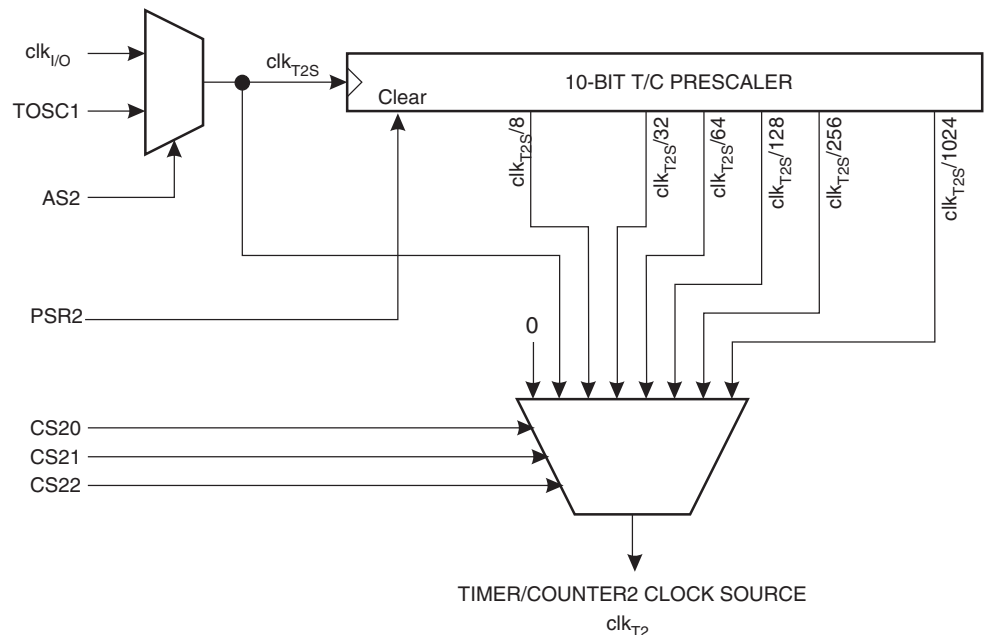 clkI/O
TOSC1
AS2
clkT2S
10-BIT T/C PRESCALER
Clear
clkT2S/8
clkT2S/32
clkT2S/64
clkT2S/128
clkT2S/256
clkT2S/1024
PSR2
0
CS20
CS21
CS22
TIMER/COUNTER2 CLOCK SOURCE
clkT2